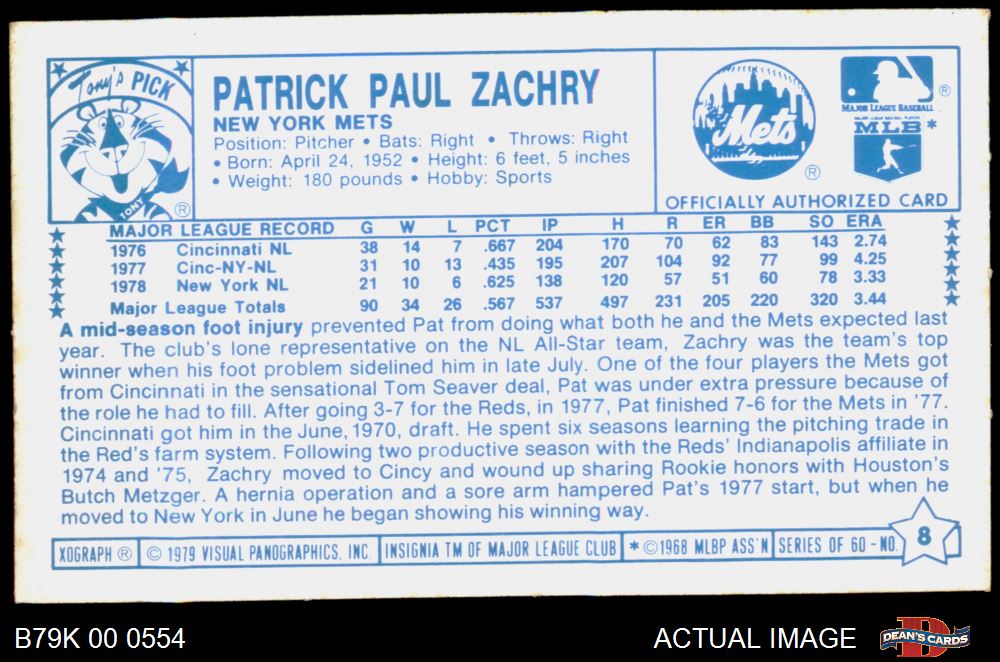 Tony's PICK
TONY
®
PATRICK PAUL ZACHRY
NEW YORK METS
Position: Pitcher • Bats: Right • Throws: Right
• Born: April 24, 1952 • Height: 6 feet, 5 inches
• Weight: 180 pounds • Hobby: Sports
Mets
®
®
MAJOR LEAGUE BASEBALL
MAJOR LEAGUE BASEBALL PLAYERS
MLB*
OFFICIALLY AUTHORIZED CARD
MAJOR LEAGUE RECORD G W L PCT IP H R ER BB SO ERA
1976 Cincinnati NL 38 14 7 .667 204 170 70 62 83 143 2.74
1977 Cinc-NY-NL 31 10 13 .435 195 207 104 92 77 99 4.25
1978 New York NL 21 10 6 .625 138 120 57 51 60 78 3.33
Major League Totals 90 34 26 .567 537 497 231 205 220 320 3.44
A mid-season foot injury prevented Pat from doing what both he and the Mets expected last
year. The club's lone representative on the NL All-Star team, Zachry was the team's top
winner when his foot problem sidelined him in late July. One of the four players the Mets got
from Cincinnati in the sensational Tom Seaver deal, Pat was under extra pressure because of
the role he had to fill. After going 3-7 for the Reds, in 1977, Pat finished 7-6 for the Mets in '77.
Cincinnati got him in the June, 1970, draft. He spent six seasons learning the pitching trade in
the Red's farm system. Following two productive season with the Reds' Indianapolis affiliate in
1974 and '75, Zachry moved to Cincy and wound up sharing Rookie honors with Houston's
Butch Metzger. A hernia operation and a sore arm hampered Pat's 1977 start, but when he
moved to New York in June he began showing his winning way.
XOGRAPH ® © 1979 VISUAL PANOGRAPHICS, INC. INSIGNIA TM OF MAJOR LEAGUE CLUB * ©1968 MLBP ASS'N SERIES OF 60 - NO. 8
B79K 00 0554
ACTUAL IMAGE
DEAN'S CARDS